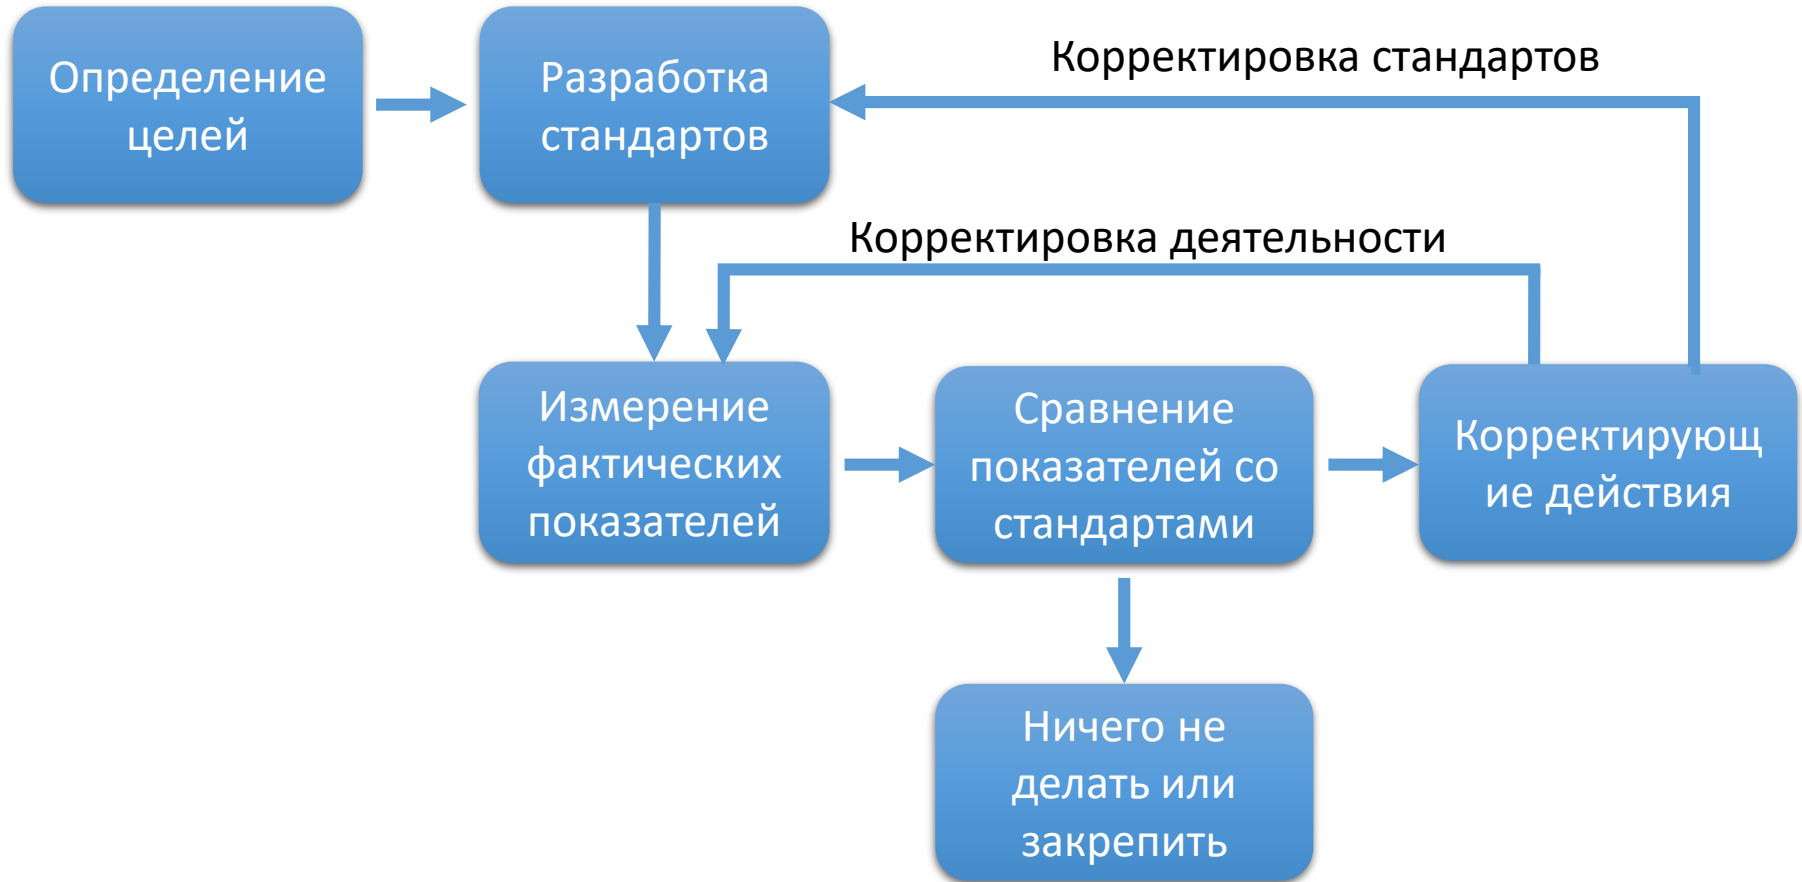 Определение
целей
Разработка
стандартов
Корректировка стандартов
Корректировка деятельности
Измерение
фактических
показателей
Сравнение
показателей со
стандартами
Корректирующ
ие действия
Ничего не
делать или
закрепить